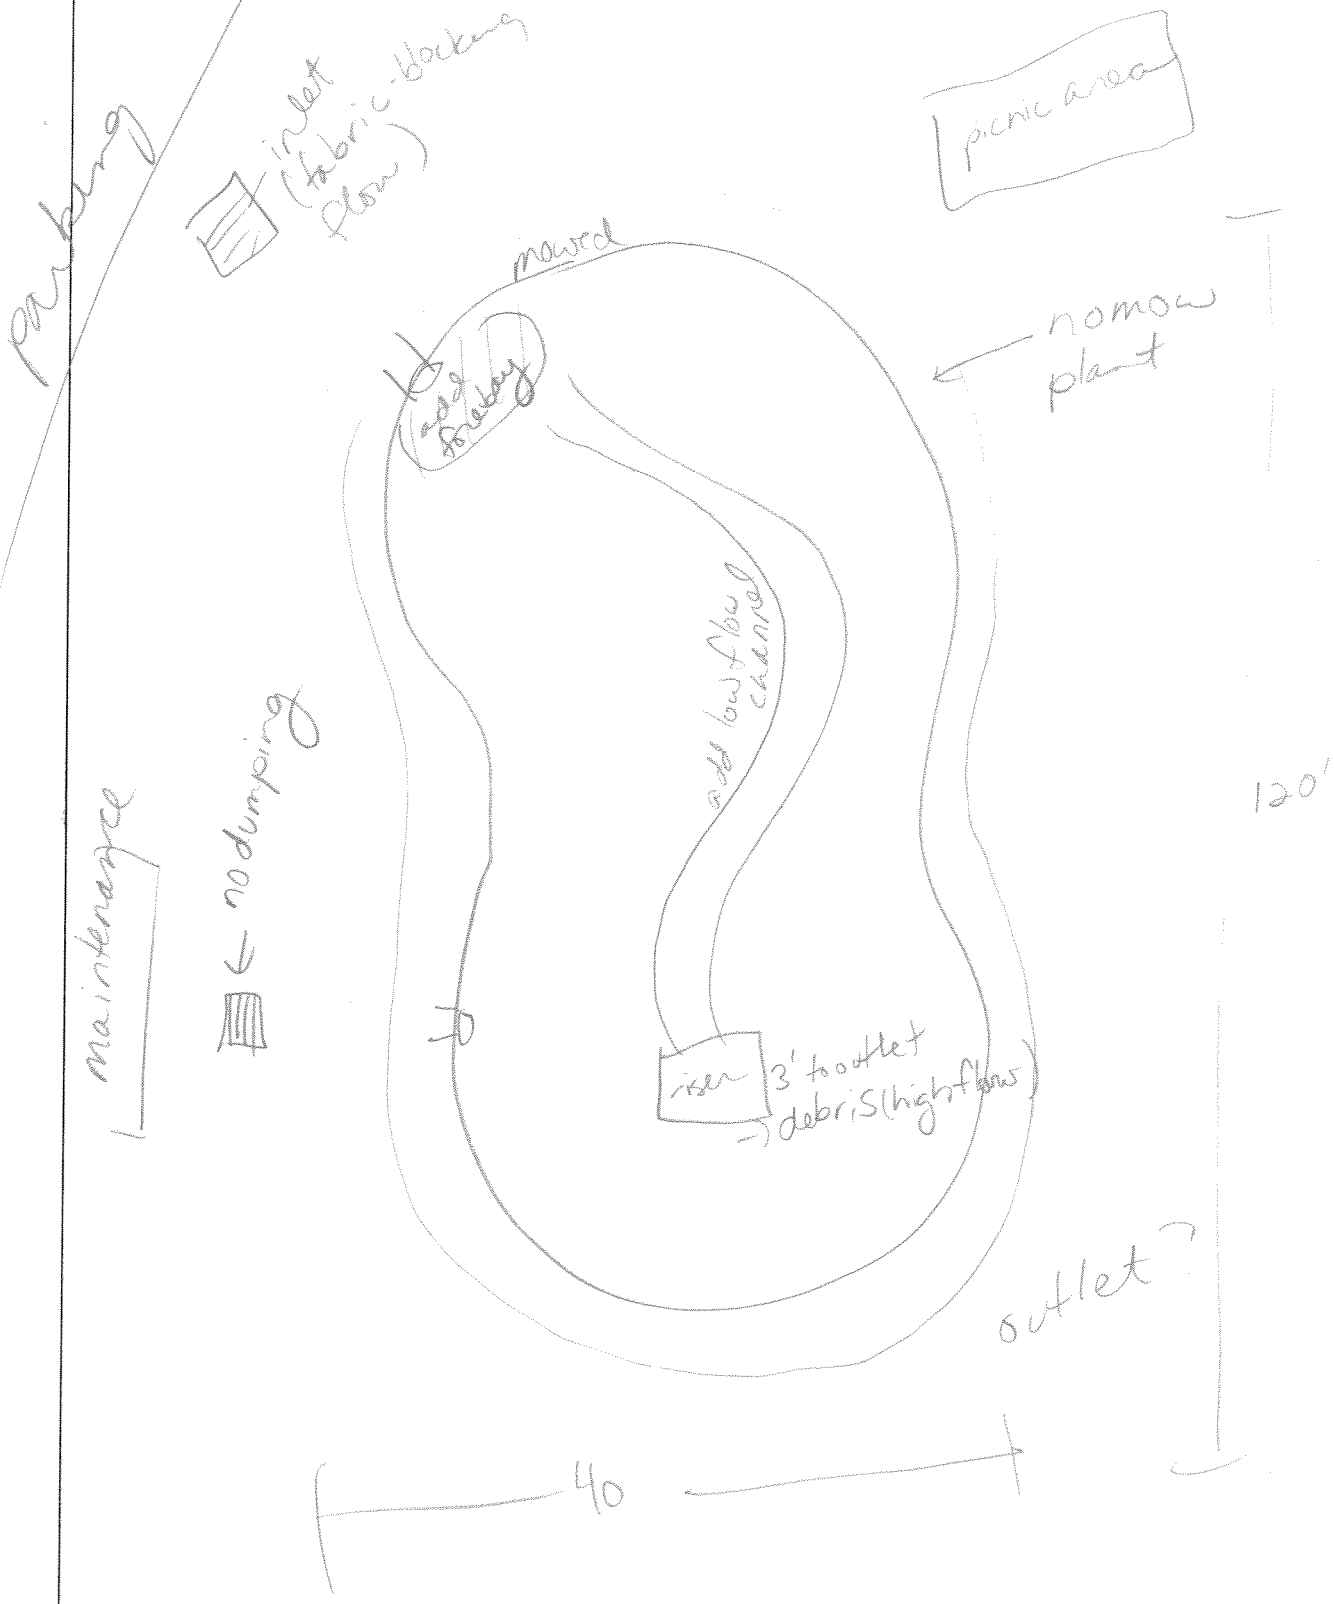 parking
inlet
(fabric-blocking
flow)
picnic area
mowed
nomow
plant
add
forebay
add low flow
channel
120'
no dumping
maintenance
riser
3' to outlet
→ debris (high flow)
outlet?
40